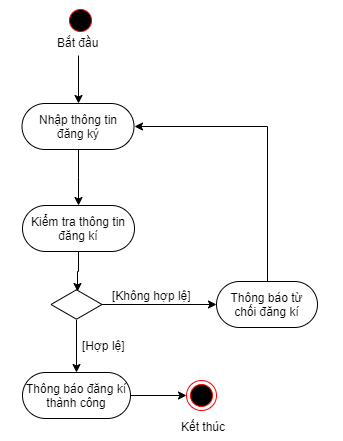 Bắt đầu
Nhập thông tin
đăng ký
Kiểm tra thông tin
đăng kí
[Không hợp lệ]
Thông báo từ
chối đăng kí
[Hợp lệ]
Thông báo đăng kí
thành công
Kết thúc